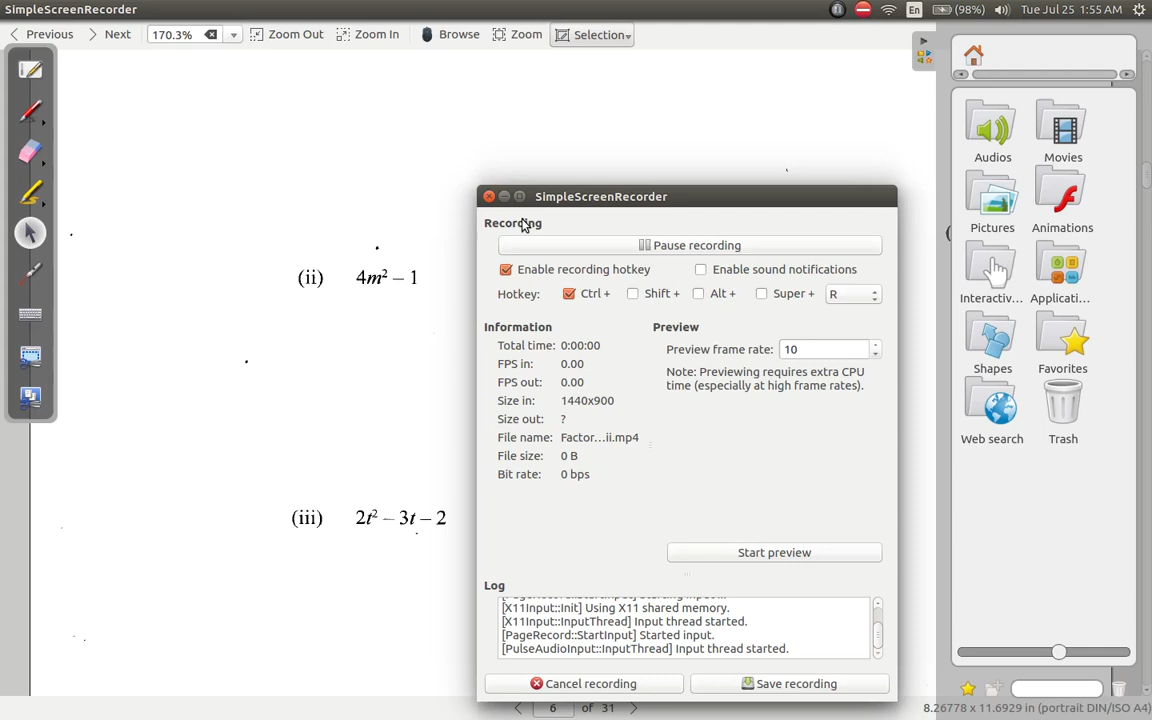 SimpleScreenRecorder
En (98%) Tue Jul 25 1:55 AM
Previous Next 170.3% Zoom Out Zoom In Browse Zoom Selection
SimpleScreenRecorder
Recording
Pause recording
Enable recording hotkey Enable sound notifications
Hotkey: Ctrl + Shift + Alt + Super + R
Information
Total time: 0:00:00
FPS in: 0.00
FPS out: 0.00
Size in: 1440x900
Size out: ?
File name: Factor...ii.mp4
File size: 0 B
Bit rate: 0 bps
Preview
Preview frame rate: 10
Note: Previewing requires extra CPU
time (especially at high frame rates).
Start preview
Log
[X11Input::Init] Using X11 shared memory.
[X11Input::InputThread] Input thread started.
[PageRecord::StartInput] Started input.
[PulseAudioInput::InputThread] Input thread started.
Cancel recording Save recording
(ii) 4m² – 1
(iii) 2t² – 3t – 2
Audios Movies
Pictures Animations
Interactiv... Applicati...
Shapes Favorites
Web search Trash
6 of 31
8.26778 x 11.6929 in (portrait DIN/ISO A4)